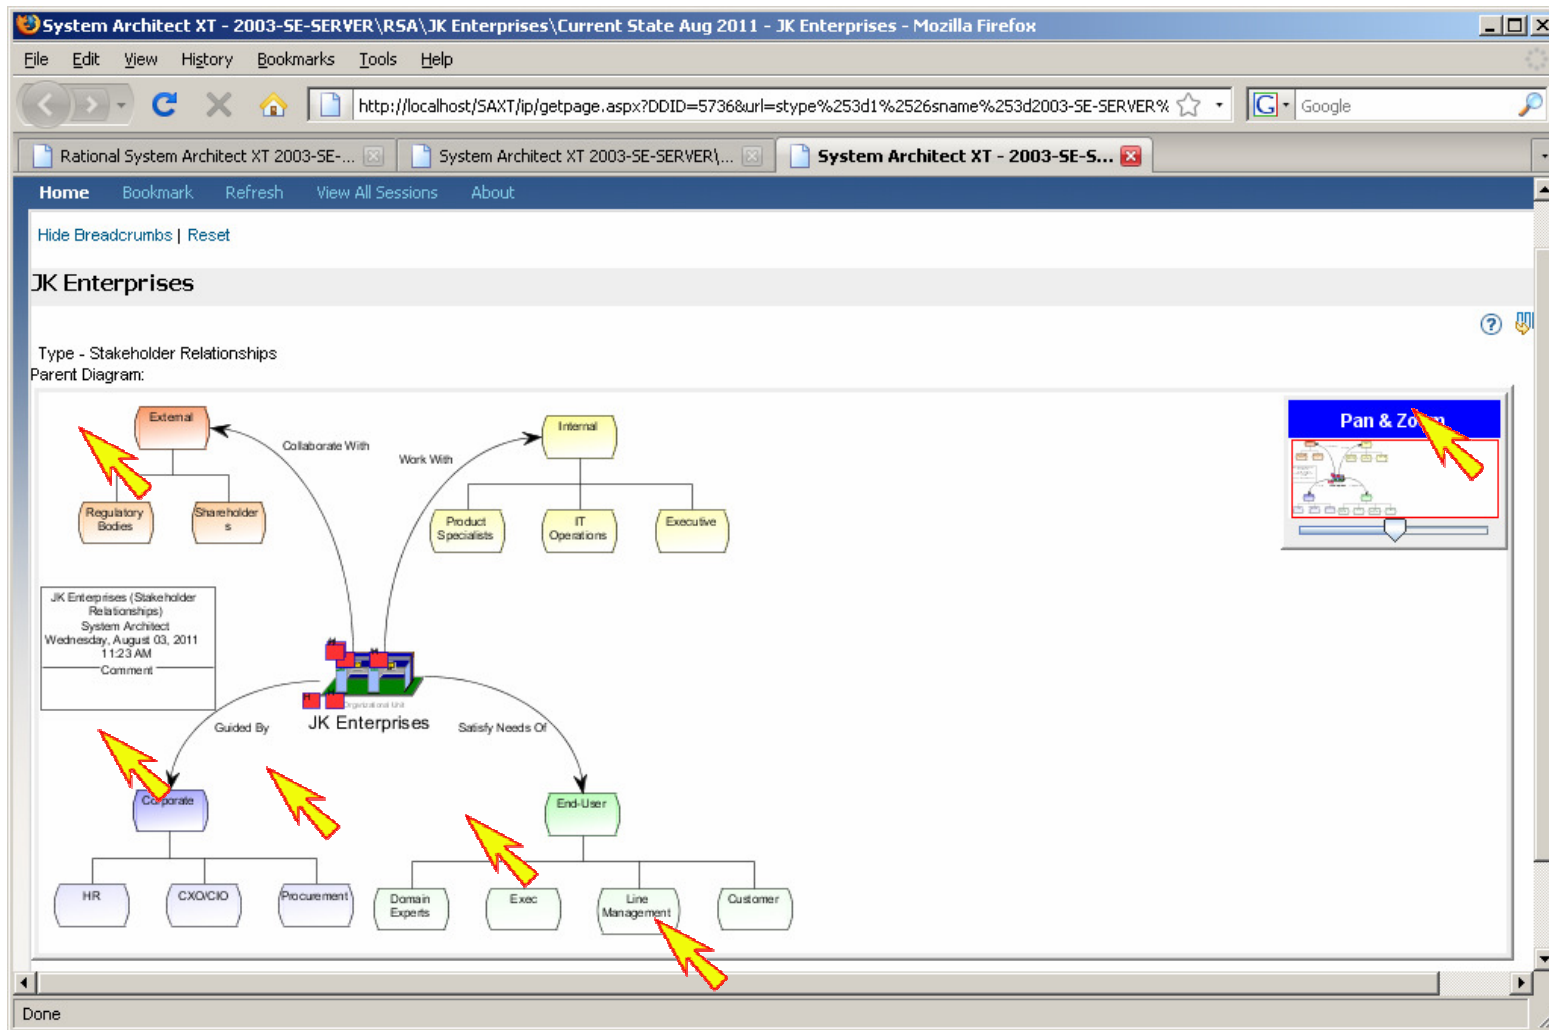 System Architect XT - 2003-SE-SERVER\RSA\JK Enterprises\Current State Aug 2011 - JK Enterprises - Mozilla Firefox
File Edit View History Bookmarks Tools Help
http://localhost/SAXT/ip/getpage.aspx?DDID=5736&url=stype%253d1%2526sname%253d2003-SE-SERVER%
G Google
Rational System Architect XT 2003-SE-...
System Architect XT 2003-SE-SERVER\...
System Architect XT - 2003-SE-S...
Home Bookmark Refresh View All Sessions About
Hide Breadcrumbs | Reset
JK Enterprises
Type - Stakeholder Relationships
Parent Diagram:
Pan & Zoom
External
Internal
Collaborate With
Work With
Regulatory
Bodies
Shareholder
s
Product
Specialists
IT
Operations
Executive
JK Enterprises (Stakeholder
Relationships)
System Architect
Wednesday, August 03, 2011
11:23 AM
Comment
Organizational Unit
JK Enterprises
Guided By
Satisfy Needs Of
Corporate
End-User
HR
CXO/CIO
Procurement
Domain
Experts
Exec
Line
Management
Customer
Done